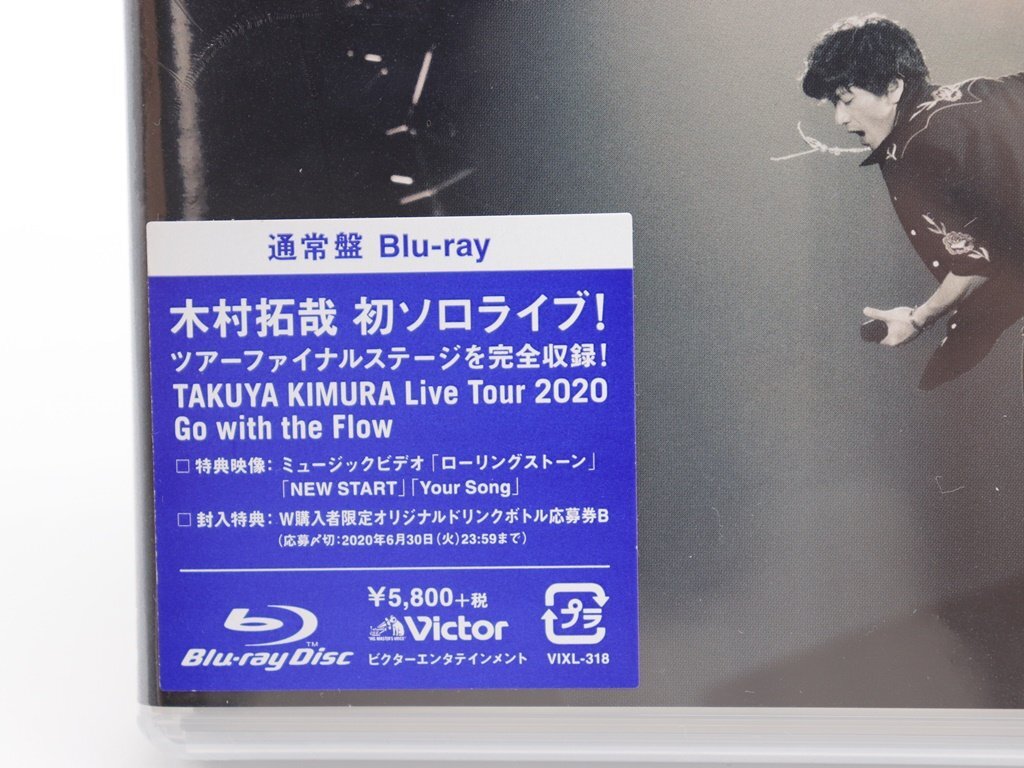 通常盤 Blu-ray
木村拓哉 初ソロライブ!
ツアーファイナルステージを完全収録!
TAKUYA KIMURA Live Tour 2020
Go with the Flow
□ 特典映像: ミュージックビデオ「ローリングストーン」
「NEW START」「Your Song」
□ 封入特典: W購入者限定オリジナルドリンクボトル応募券B
(応募〆切:2020年6月30日(火)23:59まで)
¥5,800+税
Blu-ray Disc™
"HIS MASTER'S VOICE" Victor
プラ
ビクターエンタテインメント
VIXL-318